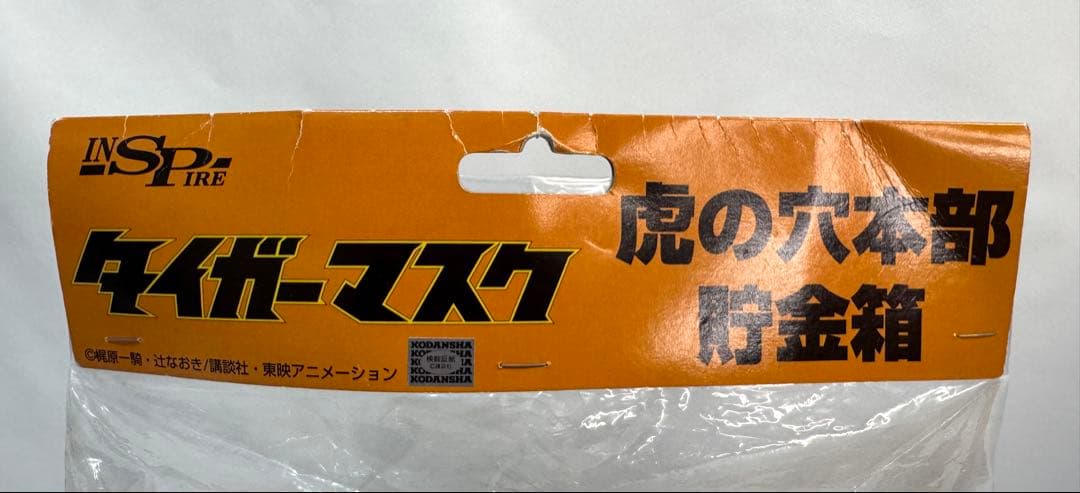 INSPIRE
タイガーマスク
虎の穴本部
貯金箱
©梶原一騎・辻なおき/講談社・東映アニメーション
KODANSHA
KODANSHA